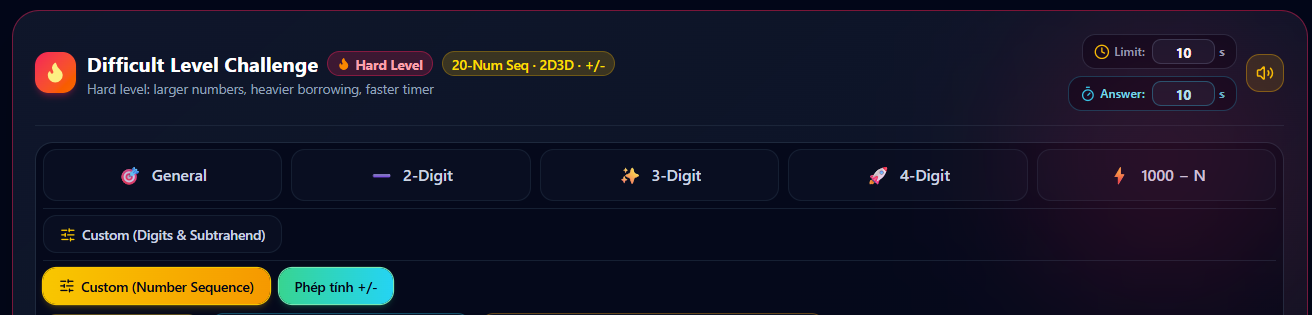 Difficult Level Challenge Hard Level 20-Num Seq · 2D3D · +/-
Hard level: larger numbers, heavier borrowing, faster timer
Limit: 10 s
Answer: 10 s
General 2-Digit 3-Digit 4-Digit 1000 – N
Custom (Digits & Subtrahend)
Custom (Number Sequence) Phép tính +/-